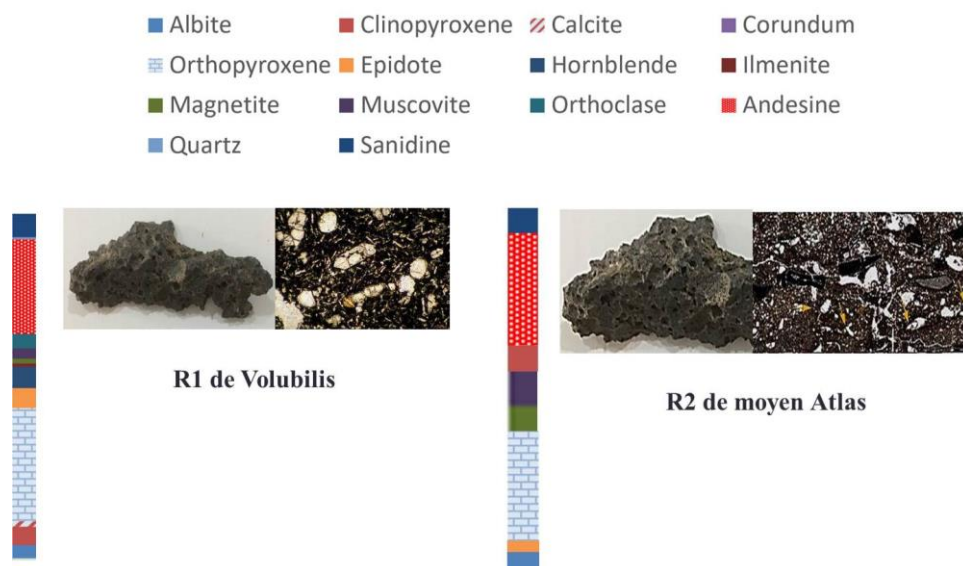 Albite Clinopyroxene Calcite Corundum
Orthopyroxene Epidote Hornblende Ilmenite
Magnetite Muscovite Orthoclase Andesine
Quartz Sanidine
R1 de Volubilis
R2 de moyen Atlas